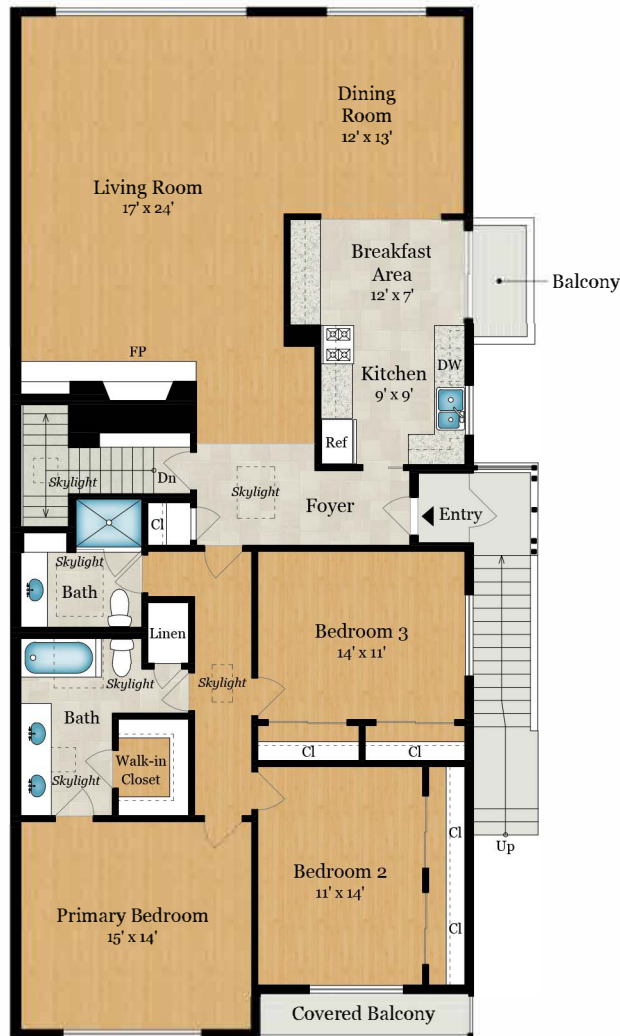 Dining
Room
12' x 13'
Living Room
17' x 24'
Breakfast
Area
12' x 7'
Balcony
FP
Kitchen
9' x 9'
DW
Ref
Skylight
Dn
Skylight
Foyer
Entry
Cl
Skylight
Bath
Linen
Bedroom 3
14' x 11'
Skylight
Skylight
Bath
Cl
Cl
Walk-in
Closet
Skylight
Cl
Up
Bedroom 2
11' x 14'
Primary Bedroom
15' x 14'
Cl
Covered Balcony